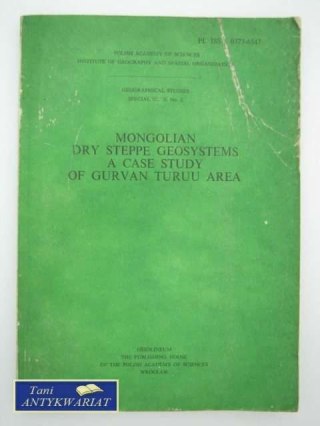 PL ISSN 0373-6547
POLISH ACADEMY OF SCIENCES
INSTITUTE OF GEOGRAPHY AND SPATIAL ORGANIZATION
GEOGRAPHICAL STUDIES
SPECIAL
MONGOLIAN
DRY STEPPE GEOSYSTEMS
A CASE STUDY
OF GURVAN TURUU AREA
OSSOLINEUM
THE PUBLISHING HOUSE
OF THE POLISH ACADEMY OF SCIENCES
WROCŁAW
Tani
ANTYKWARIAT